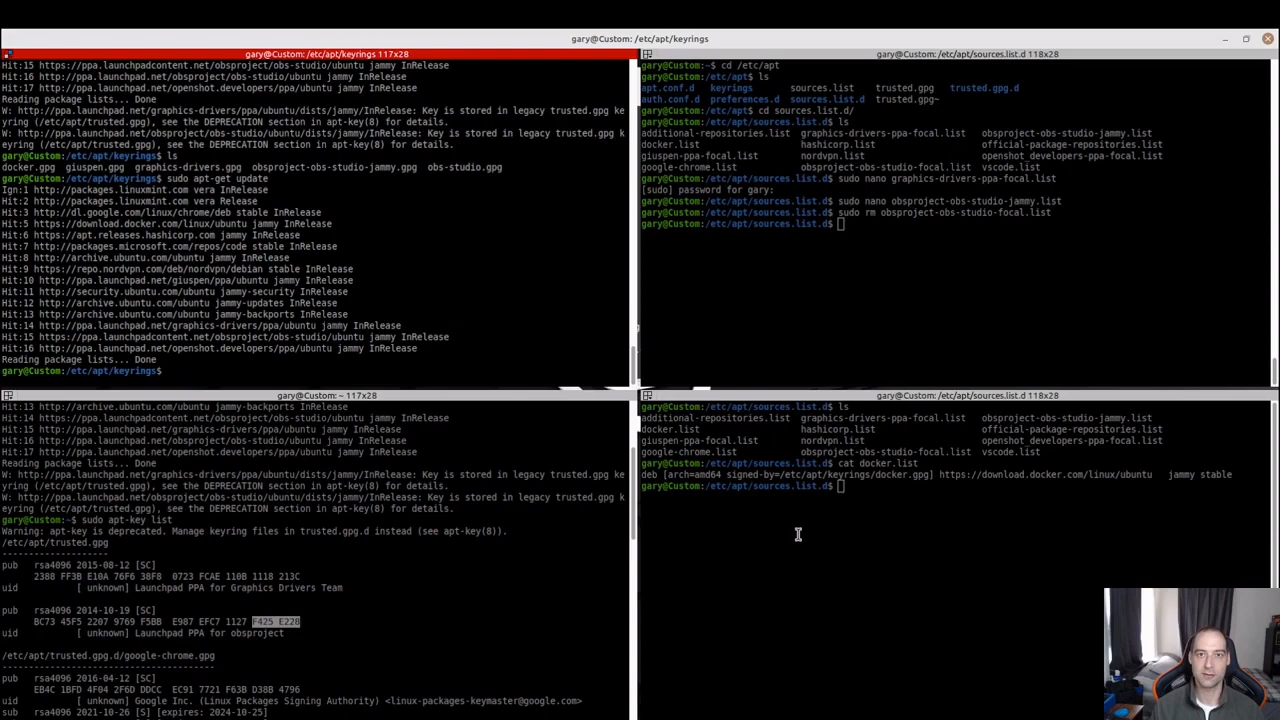 gary@Custom: /etc/apt/keyrings
gary@Custom: /etc/apt/keyrings 117x28
Hit:15 https://ppa.launchpadcontent.net/obsproject/obs-studio/ubuntu jammy InRelease
Hit:16 http://ppa.launchpad.net/obsproject/obs-studio/ubuntu jammy InRelease
Hit:17 http://ppa.launchpad.net/openshot.developers/ppa/ubuntu jammy InRelease
Reading package lists... Done
W: http://ppa.launchpad.net/graphics-drivers/ppa/ubuntu/dists/jammy/InRelease: Key is stored in legacy trusted.gpg ke
yring (/etc/apt/trusted.gpg), see the DEPRECATION section in apt-key(8) for details.
W: http://ppa.launchpad.net/obsproject/obs-studio/ubuntu/dists/jammy/InRelease: Key is stored in legacy trusted.gpg k
eyring (/etc/apt/trusted.gpg), see the DEPRECATION section in apt-key(8) for details.
gary@Custom:/etc/apt/keyrings$ ls
docker.gpg  giuspen.gpg  graphics-drivers.gpg  obsproject-obs-studio-jammy.gpg  obs-studio.gpg
gary@Custom:/etc/apt/keyrings$ sudo apt-get update
Ign:1 http://packages.linuxmint.com vera InRelease
Hit:2 http://packages.linuxmint.com vera Release
Hit:3 http://dl.google.com/linux/chrome/deb stable InRelease
Hit:5 https://download.docker.com/linux/ubuntu jammy InRelease
Hit:6 https://apt.releases.hashicorp.com jammy InRelease
Hit:7 https://packages.microsoft.com/repos/code stable InRelease
Hit:8 http://archive.ubuntu.com/ubuntu jammy InRelease
Hit:9 https://repo.nordvpn.com/deb/nordvpn/debian stable InRelease
Hit:10 http://ppa.launchpad.net/giuspen/ppa/ubuntu jammy InRelease
Hit:11 http://security.ubuntu.com/ubuntu jammy-security InRelease
Hit:12 http://archive.ubuntu.com/ubuntu jammy-updates InRelease
Hit:13 http://archive.ubuntu.com/ubuntu jammy-backports InRelease
Hit:14 http://ppa.launchpad.net/graphics-drivers/ppa/ubuntu jammy InRelease
Hit:15 https://ppa.launchpadcontent.net/obsproject/obs-studio/ubuntu jammy InRelease
Hit:16 http://ppa.launchpad.net/openshot.developers/ppa/ubuntu jammy InRelease
Reading package lists... Done
gary@Custom:/etc/apt/keyrings$
gary@Custom: /etc/apt/sources.list.d 118x28
gary@Custom:~$ cd /etc/apt
gary@Custom:/etc/apt$ ls
apt.conf.d  keyrings  sources.list  trusted.gpg  trusted.gpg.d
auth.conf.d  preferences.d  sources.list.d  trusted.gpg~
gary@Custom:/etc/apt$ cd sources.list.d/
gary@Custom:/etc/apt/sources.list.d$ ls
additional-repositories.list  graphics-drivers-ppa-focal.list  obsproject-obs-studio-jammy.list
docker.list  hashicorp.list  official-package-repositories.list
giuspen-ppa-focal.list  nordvpn.list  openshot_developers-ppa-focal.list
google-chrome.list  obsproject-obs-studio-focal.list  vscode.list
gary@Custom:/etc/apt/sources.list.d$ sudo nano graphics-drivers-ppa-focal.list
[sudo] password for gary:
gary@Custom:/etc/apt/sources.list.d$ sudo nano obsproject-obs-studio-jammy.list
gary@Custom:/etc/apt/sources.list.d$ sudo rm obsproject-obs-studio-focal.list
gary@Custom:/etc/apt/sources.list.d$
gary@Custom: ~ 117x28
Hit:13 http://archive.ubuntu.com/ubuntu jammy-backports InRelease
Hit:14 https://ppa.launchpadcontent.net/obsproject/obs-studio/ubuntu jammy InRelease
Hit:15 http://ppa.launchpad.net/graphics-drivers/ppa/ubuntu jammy InRelease
Hit:16 http://ppa.launchpad.net/obsproject/obs-studio/ubuntu jammy InRelease
Hit:17 http://ppa.launchpad.net/openshot.developers/ppa/ubuntu jammy InRelease
Reading package lists... Done
W: http://ppa.launchpad.net/graphics-drivers/ppa/ubuntu/dists/jammy/InRelease: Key is stored in legacy trusted.gpg ke
yring (/etc/apt/trusted.gpg), see the DEPRECATION section in apt-key(8) for details.
W: http://ppa.launchpad.net/obsproject/obs-studio/ubuntu/dists/jammy/InRelease: Key is stored in legacy trusted.gpg k
eyring (/etc/apt/trusted.gpg), see the DEPRECATION section in apt-key(8) for details.
gary@Custom:~$ sudo apt-key list
Warning: apt-key is deprecated. Manage keyring files in trusted.gpg.d instead (see apt-key(8)).
/etc/apt/trusted.gpg
--------------------
pub   rsa4096 2015-08-12 [SC]
2388 FF3B E10A 76F6 38F8  0723 FCAE 110B 1118 213C
uid           [ unknown] Launchpad PPA for Graphics Drivers Team
pub   rsa4096 2014-10-19 [SC]
BC73 45F5 2207 9769 F5BB  E987 EFC7 1127 F425 E228
uid           [ unknown] Launchpad PPA for obsproject
/etc/apt/trusted.gpg.d/google-chrome.gpg
----------------------------------------
pub   rsa4096 2016-04-12 [SC]
EB4C 1BFD 4F04 2F6D DDCC  EC91 7721 F63B D38B 4796
uid           [ unknown] Google Inc. (Linux Packages Signing Authority) <linux-packages-keymaster@google.com>
sub   rsa4096 2021-10-26 [S] [expires: 2024-10-25]
gary@Custom: /etc/apt/sources.list.d 118x28
gary@Custom:/etc/apt/sources.list.d$ ls
additional-repositories.list  graphics-drivers-ppa-focal.list  obsproject-obs-studio-jammy.list
docker.list  hashicorp.list  official-package-repositories.list
giuspen-ppa-focal.list  nordvpn.list  openshot_developers-ppa-focal.list
google-chrome.list  obsproject-obs-studio-focal.list  vscode.list
gary@Custom:/etc/apt/sources.list.d$ cat docker.list
deb [arch=amd64 signed-by=/etc/apt/keyrings/docker.gpg] https://download.docker.com/linux/ubuntu   jammy stable
gary@Custom:/etc/apt/sources.list.d$